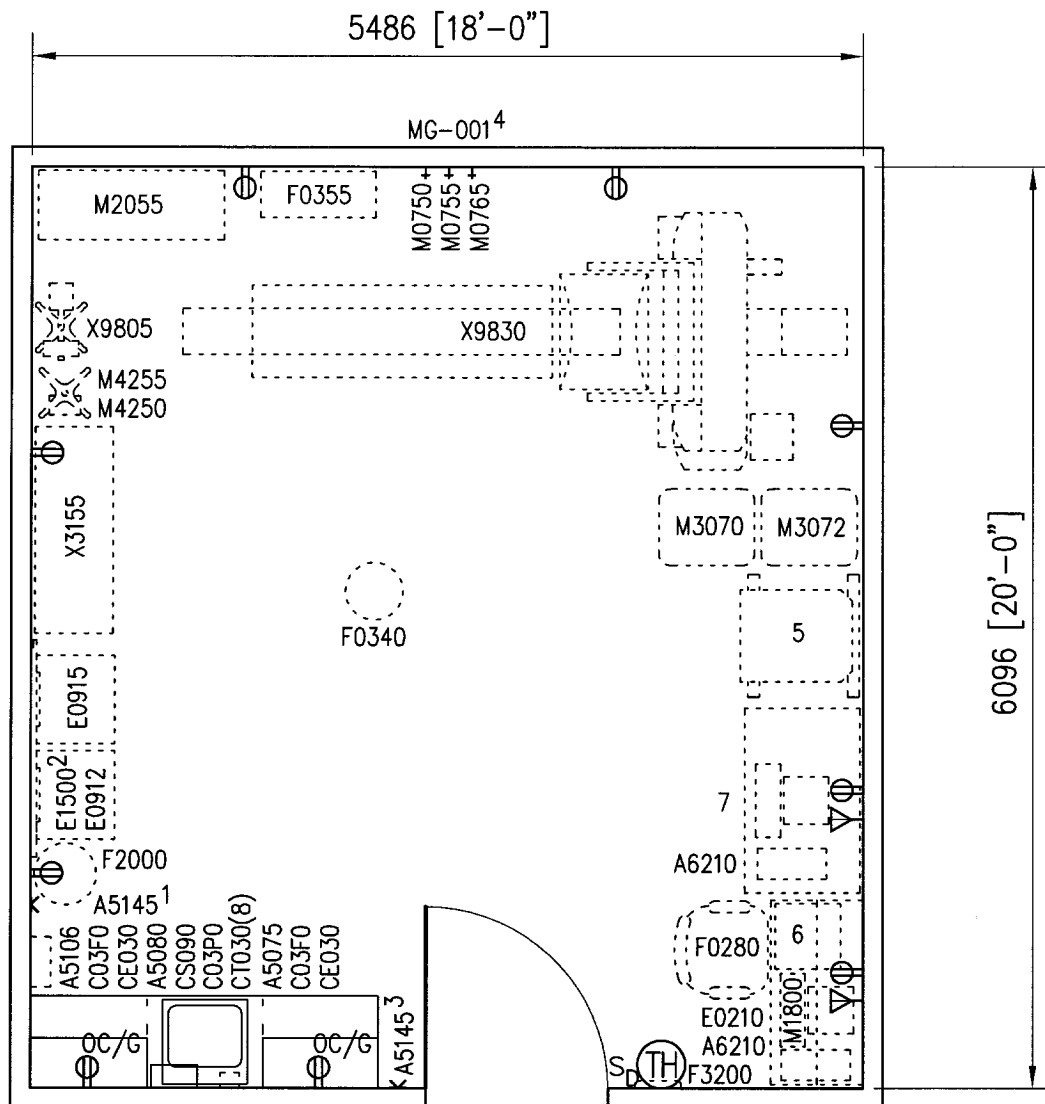 5486 [18'-0"]
MG-001⁴
M2055
F0355
M0750
M0755
M0765
X9805
X9830
M4255
M4250
X3155
M3070
M3072
F0340
5
6096 [20'-0"]
E0915
E1500²
E0912
7
F2000
A5145¹
A6210
A5106
C03F0
CE030
A5080
CS090
C03P0
CT030(8)
A5075
C03F0
CE030
F0280
6
M1800
E0210
A6210
F3200
A5145³
OC/G
OC/G
S_D
TH